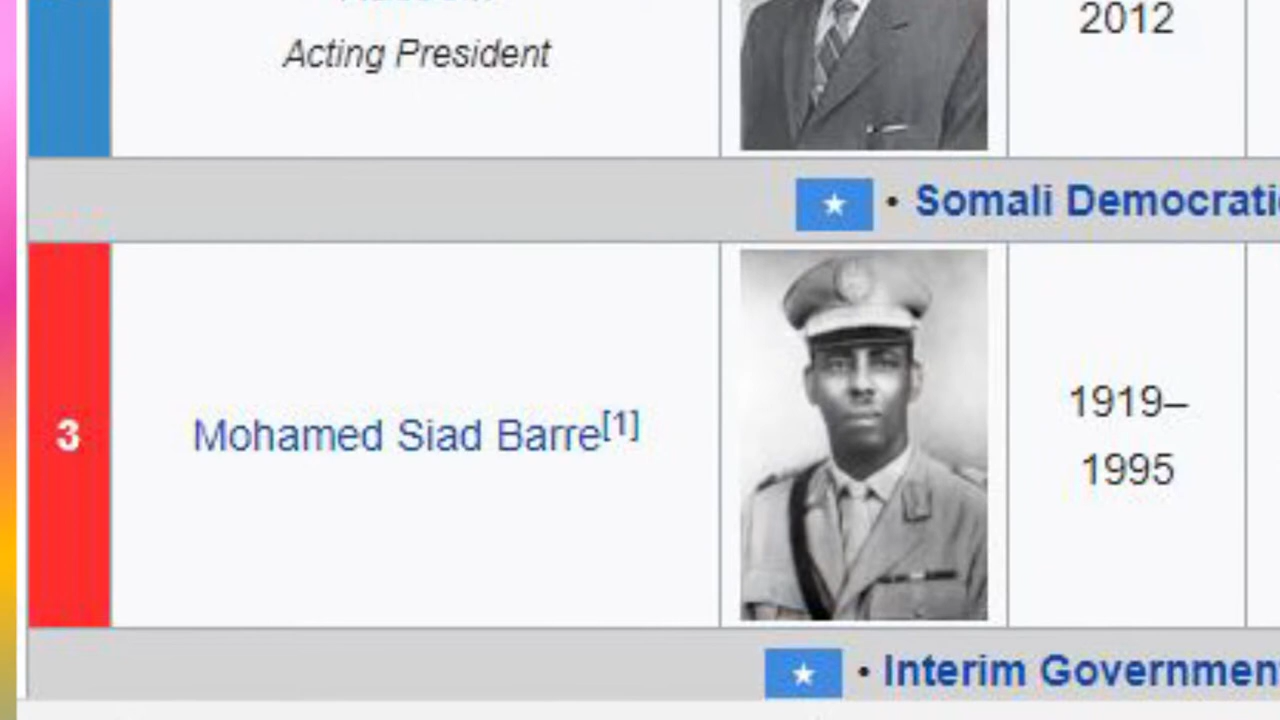 Acting President
2012
• Somali Democrati
3
Mohamed Siad Barre[1]
1919–
1995
• Interim Governmen